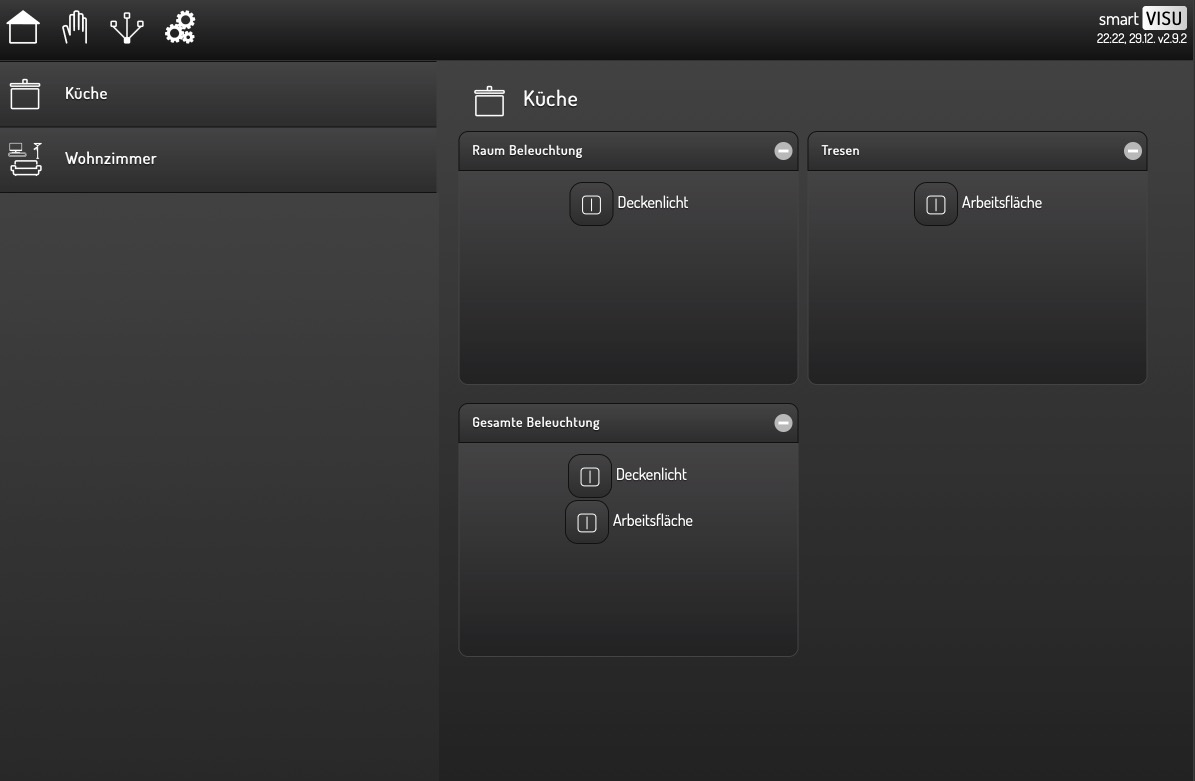 smart VISU
22:22, 29.12. v2.9.2
Küche
Wohnzimmer
Küche
Raum Beleuchtung
Deckenlicht
Tresen
Arbeitsfläche
Gesamte Beleuchtung
Deckenlicht
Arbeitsfläche